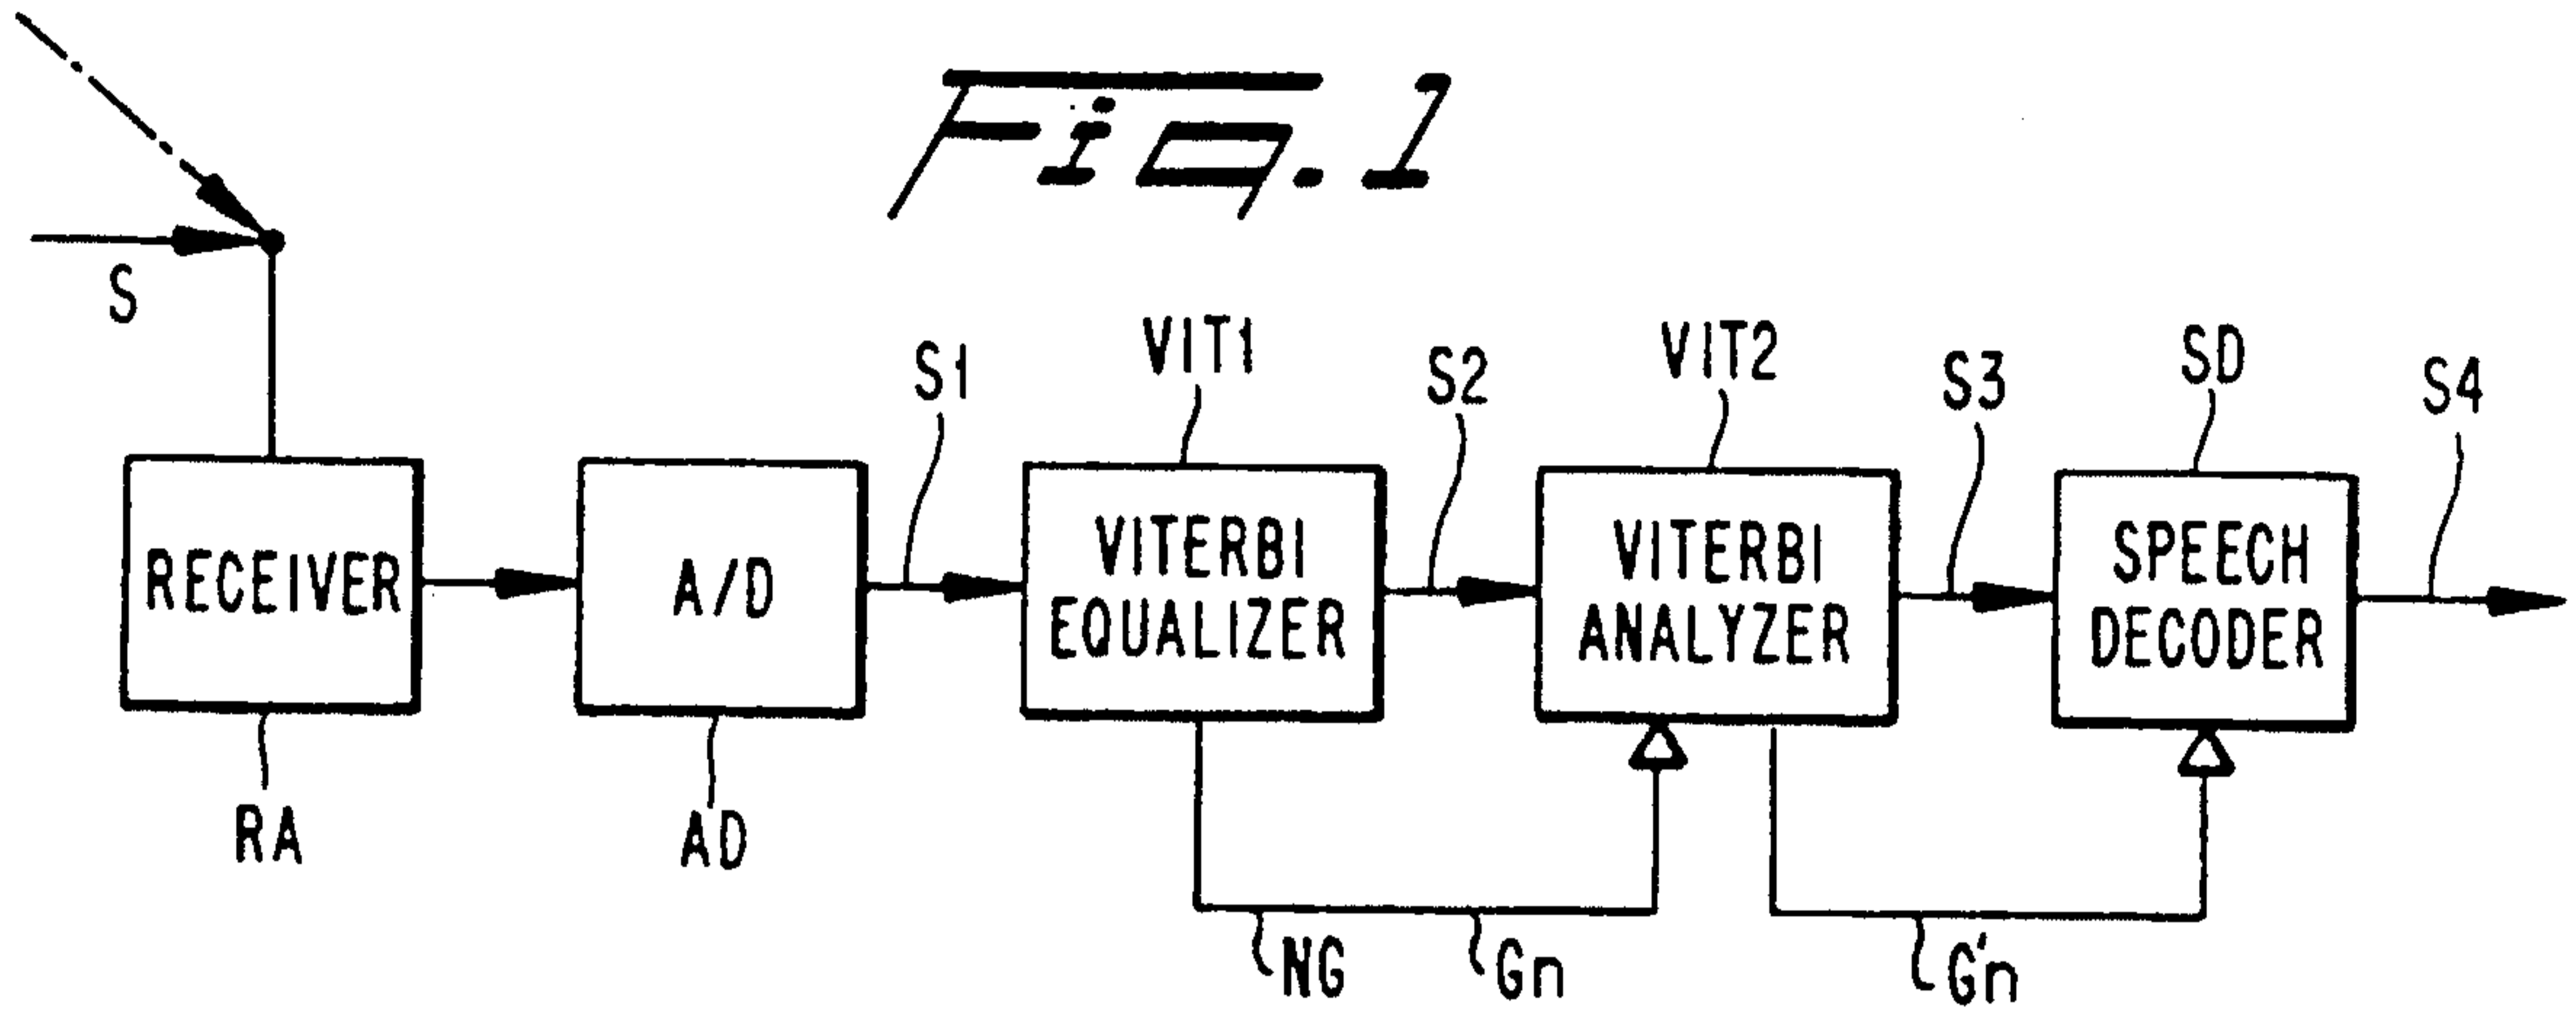 Fig. 1
S
S1
VIT1
S2
VIT2
S3
SD
S4
RECEIVER
A/D
VITERBI
EQUALIZER
VITERBI
ANALYZER
SPEECH
DECODER
RA
AD
NG
Gn
G'n